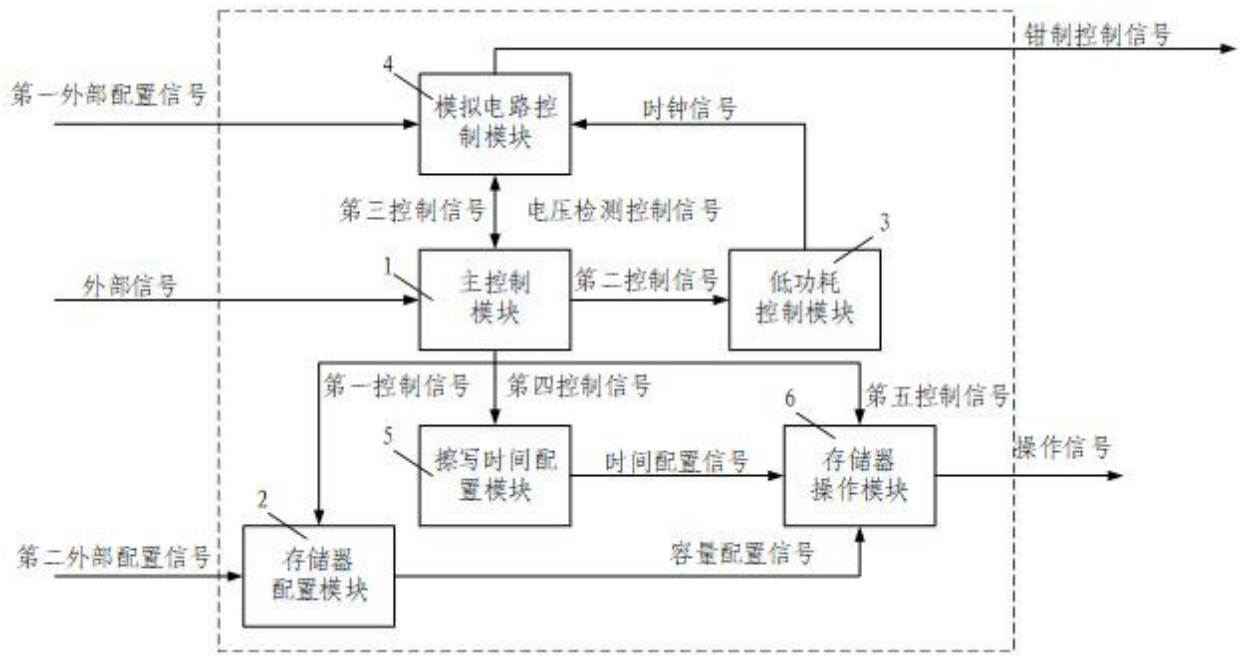 钳制控制信号
4
第一外部配置信号
模拟电路控
制模块
时钟信号
第三控制信号
电压检测控制信号
3
外部信号
1
主控制
模块
第二控制信号
低功耗
控制模块
第一控制信号
第四控制信号
第五控制信号
5
擦写时间配
置模块
时间配置信号
6
存储器
操作模块
操作信号
2
第二外部配置信号
存储器
配置模块
容量配置信号